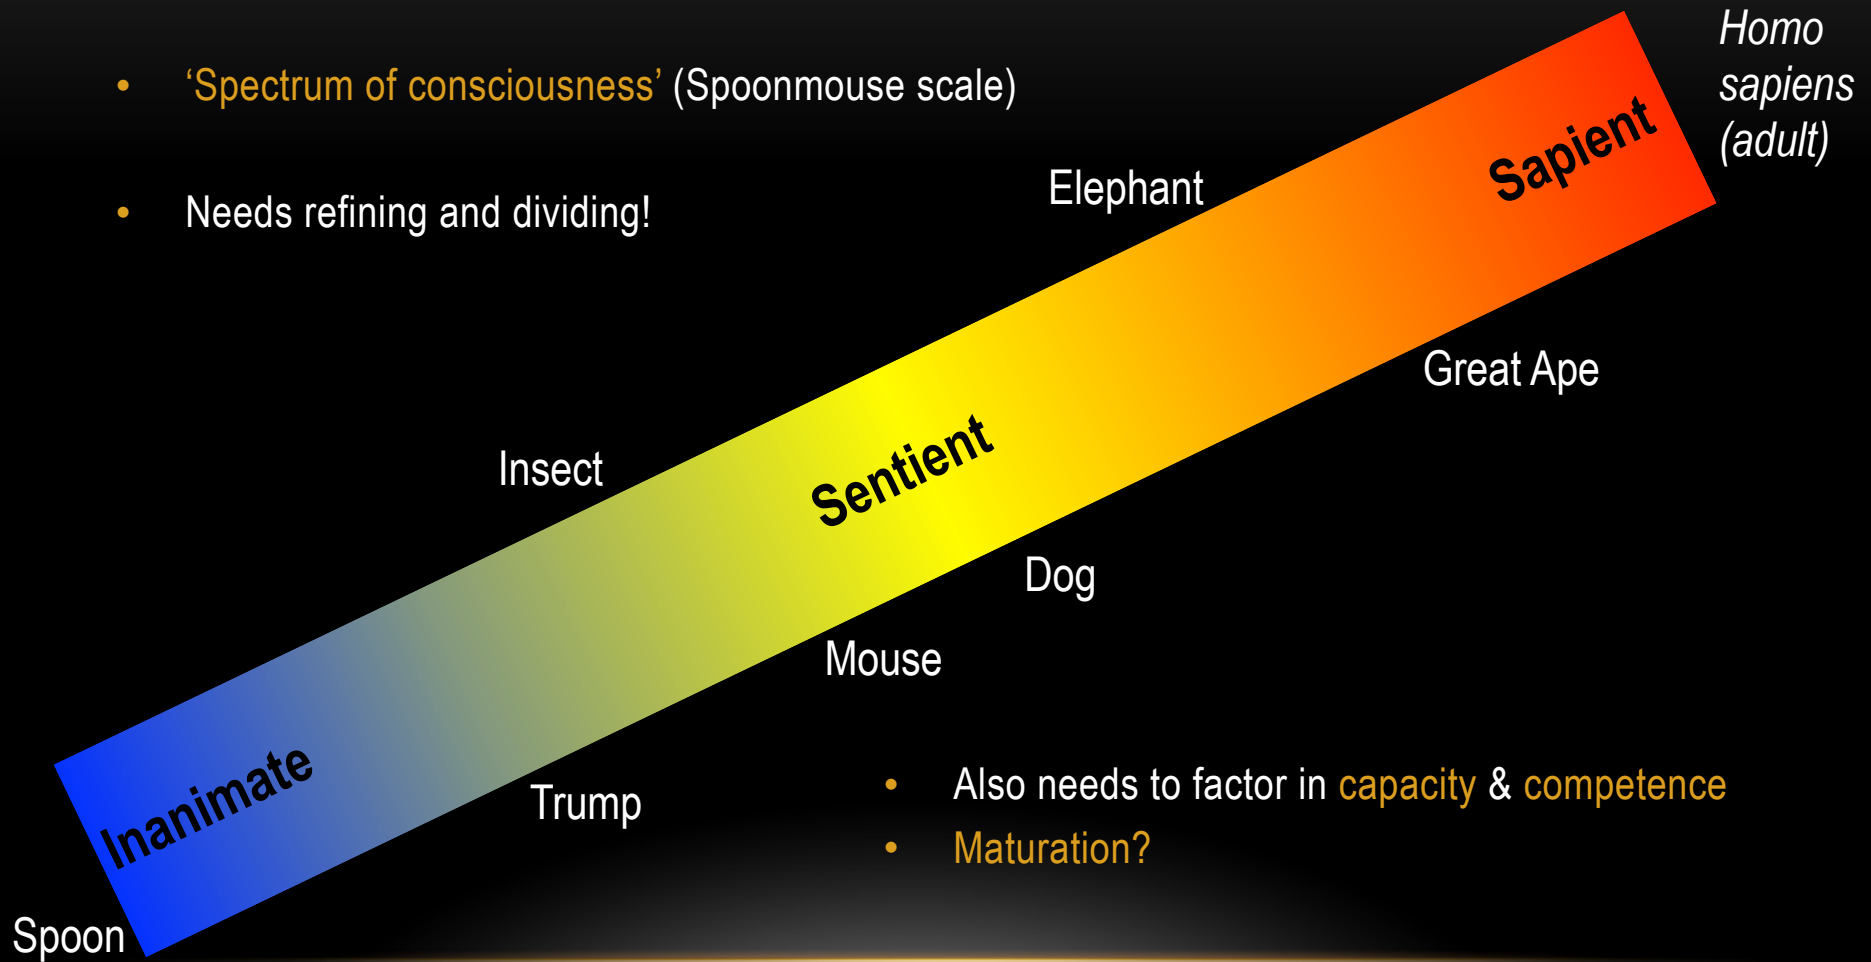 ‘Spectrum of consciousness’ (Spoonmouse scale)
Needs refining and dividing!
Homo
sapiens
(adult)
Sapient
Elephant
Great Ape
Insect
Sentient
Dog
Mouse
Inanimate
Trump
Also needs to factor in capacity & competence
Maturation?
Spoon